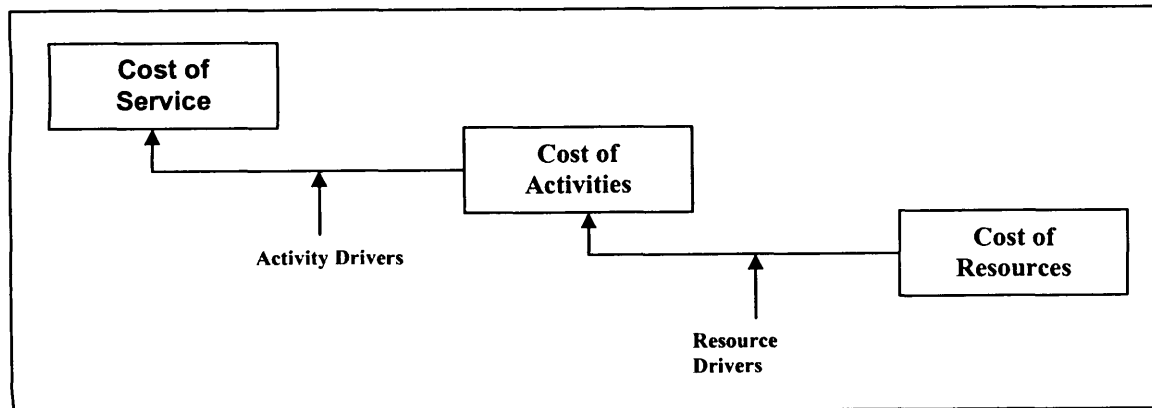 Cost of
Service
Cost of
Activities
Activity Drivers
Cost of
Resources
Resource
Drivers